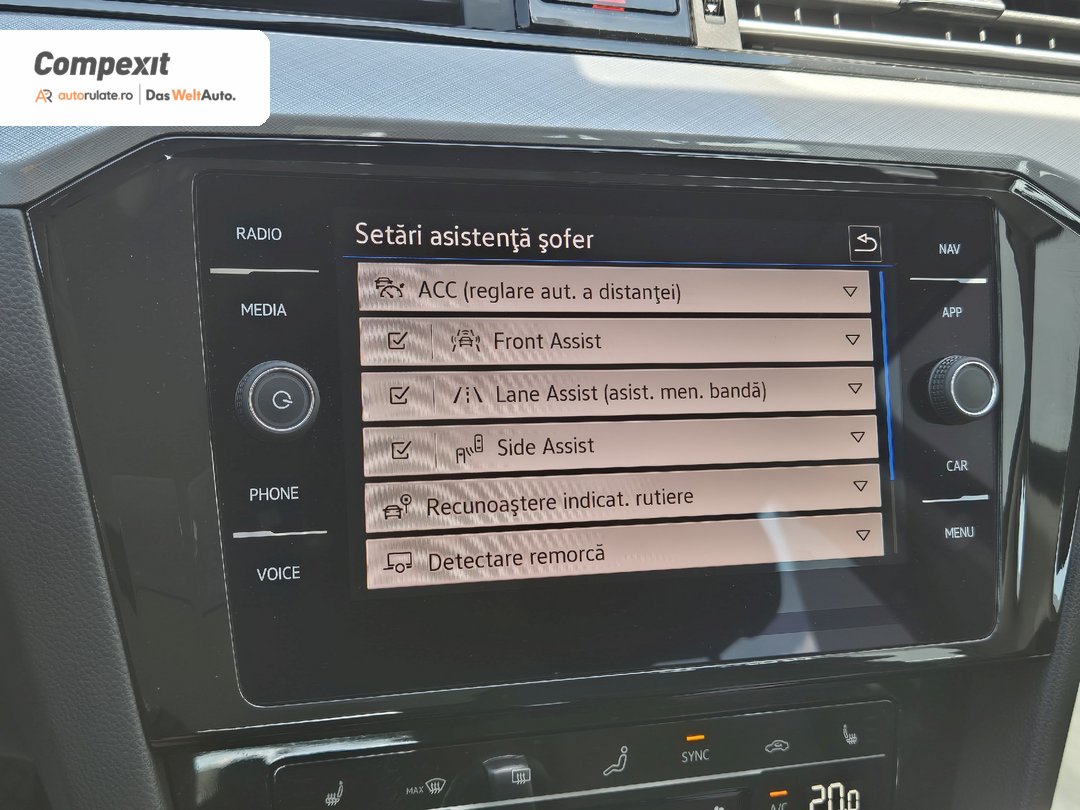 Compexit
autorulate.ro | Das WeltAuto.
RADIO
MEDIA
PHONE
VOICE
Setări asistenţă şofer
ACC (reglare aut. a distanţei)
Front Assist
Lane Assist (asist. men. bandă)
Side Assist
Recunoaştere indicat. rutiere
Detectare remorcă
NAV
APP
CAR
MENU
MAX
SYNC
A/C
20.0